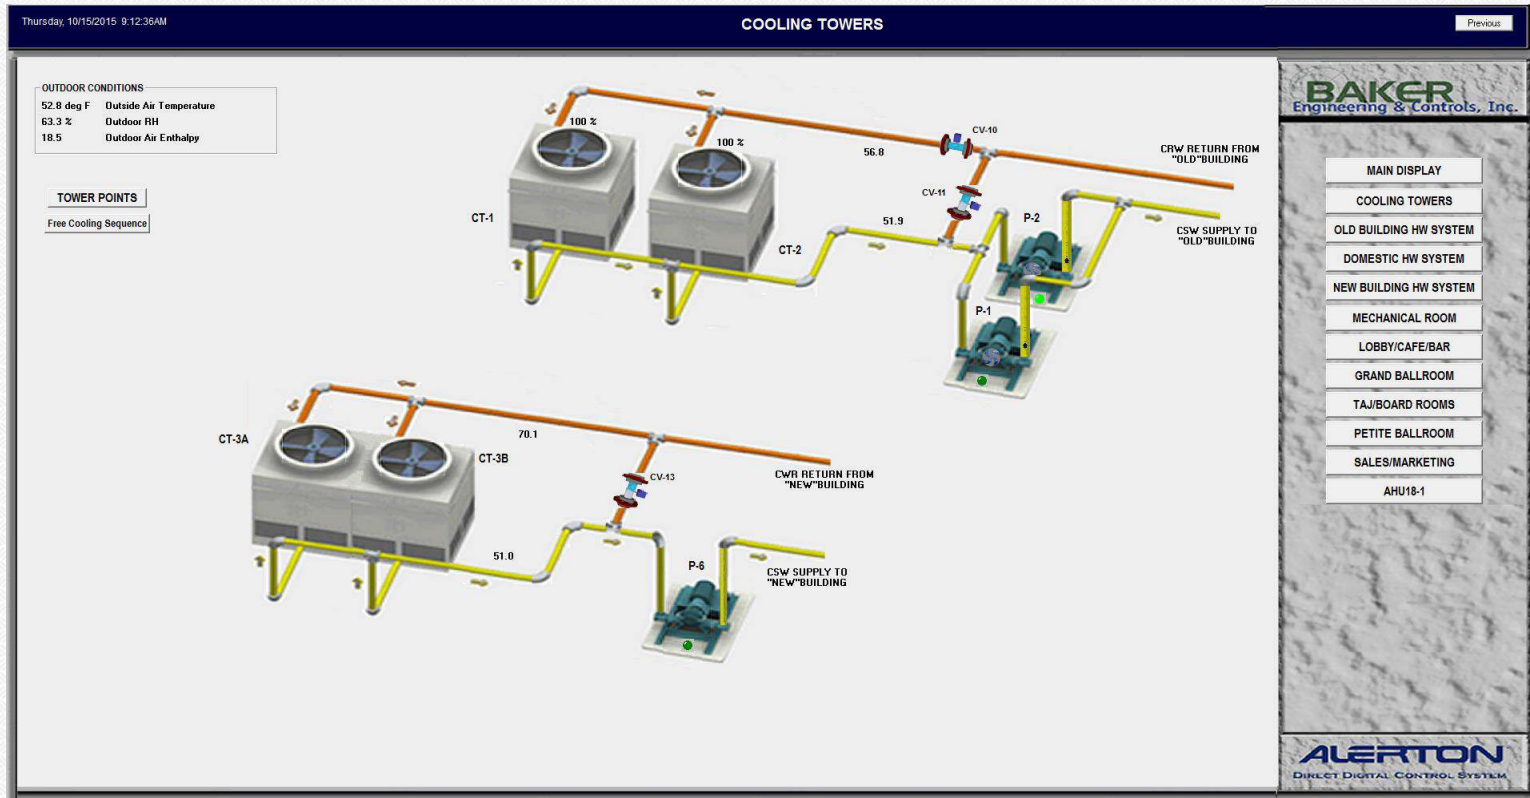 Thursday, 10/15/2015 9:12:36AM
COOLING TOWERS
Previous
OUTDOOR CONDITIONS
52.8 deg F Outside Air Temperature
63.3 % Outdoor RH
18.5 Outdoor Air Enthalpy
TOWER POINTS
Free Cooling Sequence
100 %
100 %
CT-1
CT-2
56.8
CV-10
CRW RETURN FROM
"OLD"BUILDING
CV-11
51.9
P-2
CSW SUPPLY TO
"OLD"BUILDING
P-1
CT-3A
CT-3B
70.1
CWR RETURN FROM
"NEW"BUILDING
CV-13
51.0
P-6
CSW SUPPLY TO
"NEW"BUILDING
BAKER
Engineering & Controls, Inc.
MAIN DISPLAY
COOLING TOWERS
OLD BUILDING HW SYSTEM
DOMESTIC HW SYSTEM
NEW BUILDING HW SYSTEM
MECHANICAL ROOM
LOBBY/CAFE/BAR
GRAND BALLROOM
TAJ/BOARD ROOMS
PETITE BALLROOM
SALES/MARKETING
AHU18-1
ALERTON
DIRECT DIGITAL CONTROL SYSTEM